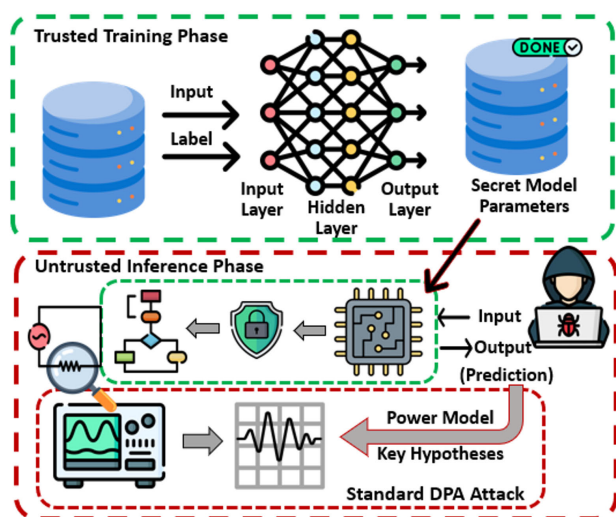 Trusted Training Phase
DONE
Input
Label
Input
Layer
Hidden
Layer
Output
Layer
Secret Model
Parameters
Untrusted Inference Phase
Input
Output
(Prediction)
Power Model
Key Hypotheses
Standard DPA Attack